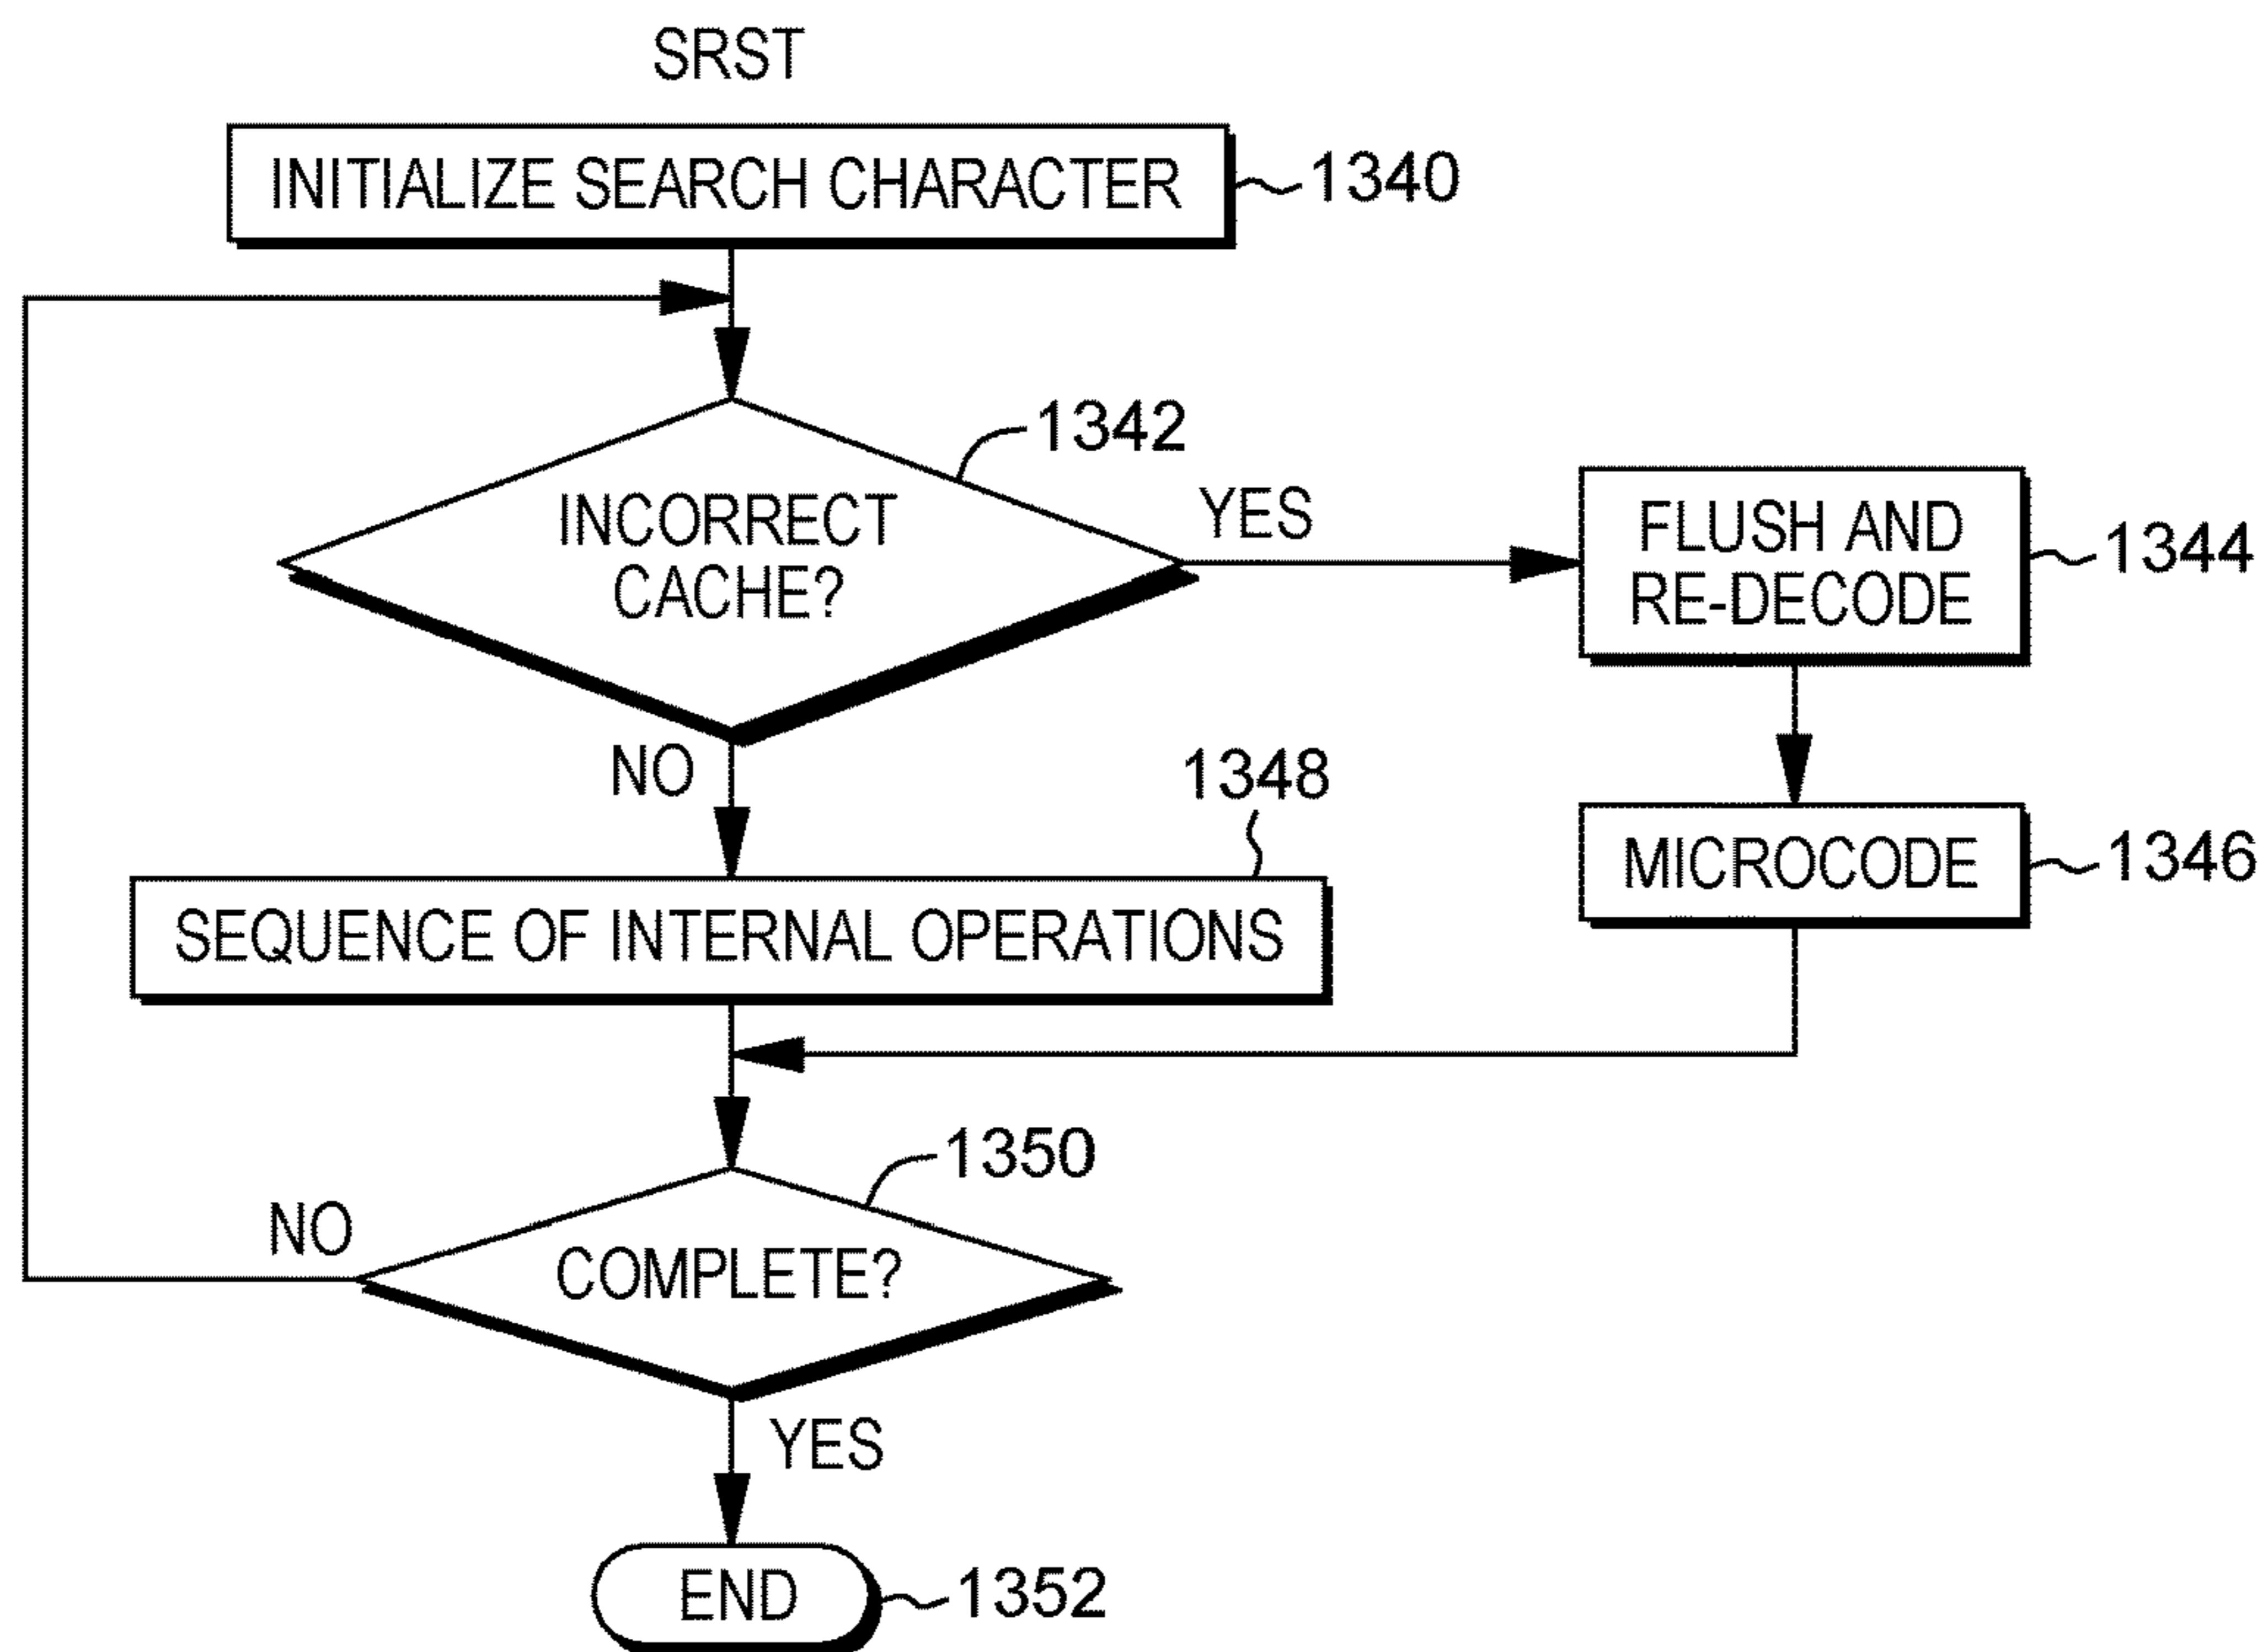 SRST
INITIALIZE SEARCH CHARACTER
1340
1342
INCORRECT
CACHE?
YES
FLUSH AND
RE-DECODE
1344
NO
1348
MICROCODE
1346
SEQUENCE OF INTERNAL OPERATIONS
1350
NO
COMPLETE?
YES
END
1352